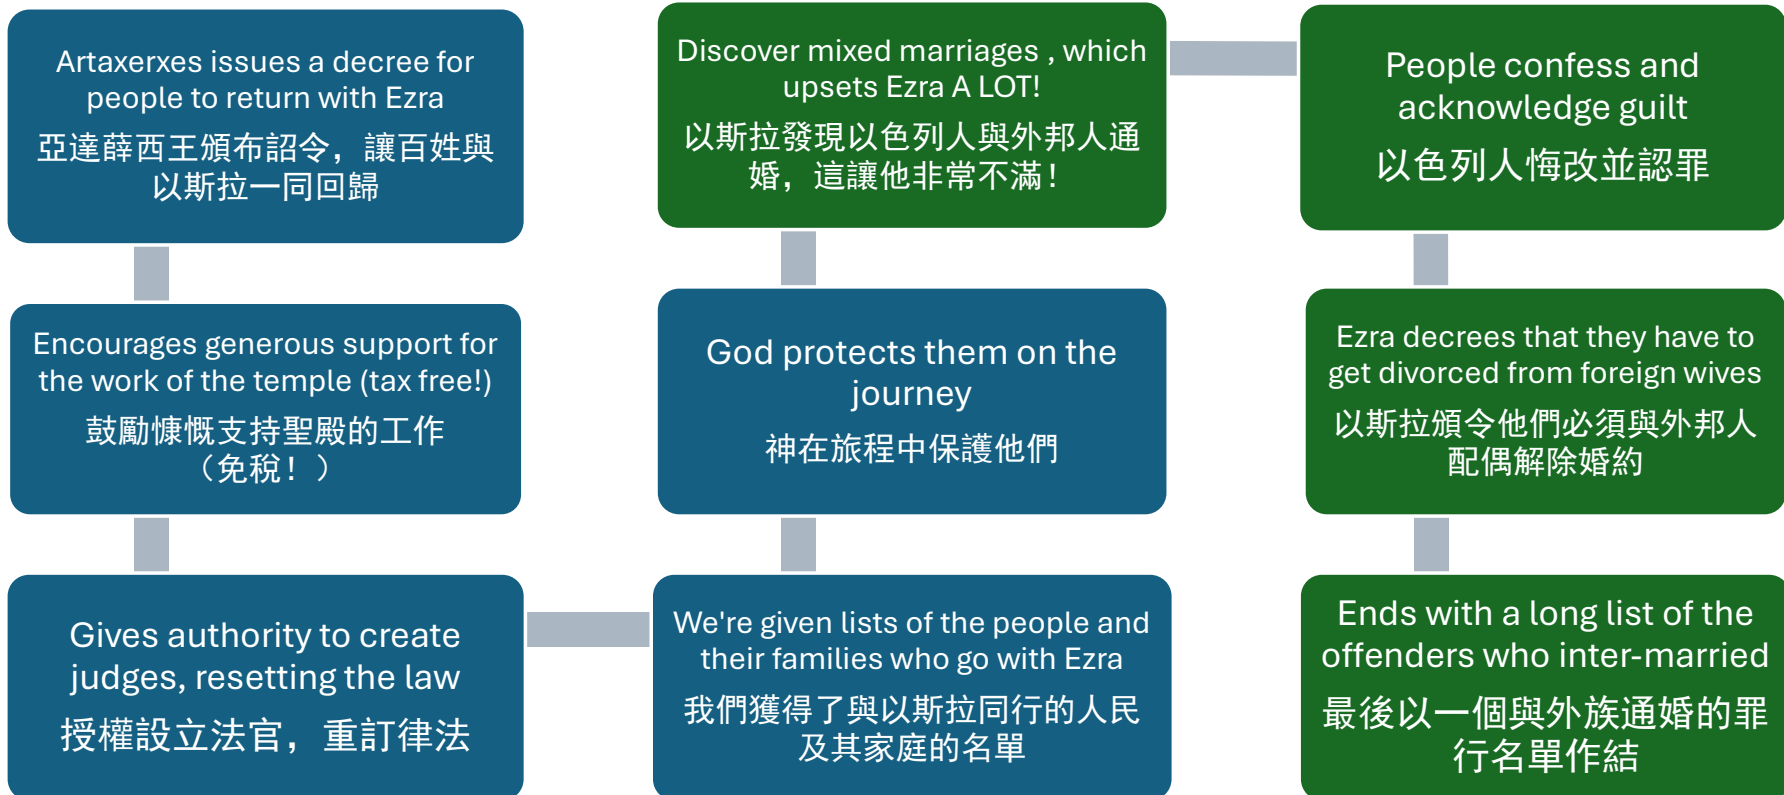 Artaxerxes issues a decree for
people to return with Ezra
亞達薛西王頒布詔令，讓百姓與
以斯拉一同回歸
Encourages generous support for
the work of the temple (tax free!)
鼓勵慷慨支持聖殿的工作
（免稅！）
Gives authority to create
judges, resetting the law
授權設立法官，重訂律法
We're given lists of the people and
their families who go with Ezra
我們獲得了與以斯拉同行的人民
及其家庭的名單
God protects them on the
journey
神在旅程中保護他們
Discover mixed marriages , which
upsets Ezra A LOT!
以斯拉發現以色列人與外邦人通
婚，這讓他非常不滿！
People confess and
acknowledge guilt
以色列人悔改並認罪
Ezra decrees that they have to
get divorced from foreign wives
以斯拉頒令他們必須與外邦人
配偶解除婚約
Ends with a long list of the
offenders who inter-married
最後以一個與外族通婚的罪
行名單作結